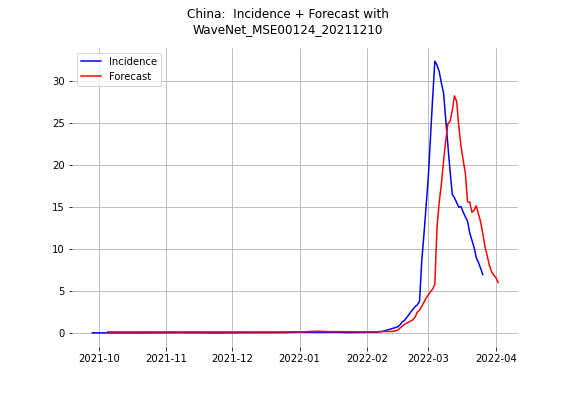 China:  Incidence + Forecast with
WaveNet_MSE00124_20211210
Incidence
Forecast
30
25
20
15
10
5
0
2021-10 2021-11 2021-12 2022-01 2022-02 2022-03 2022-04